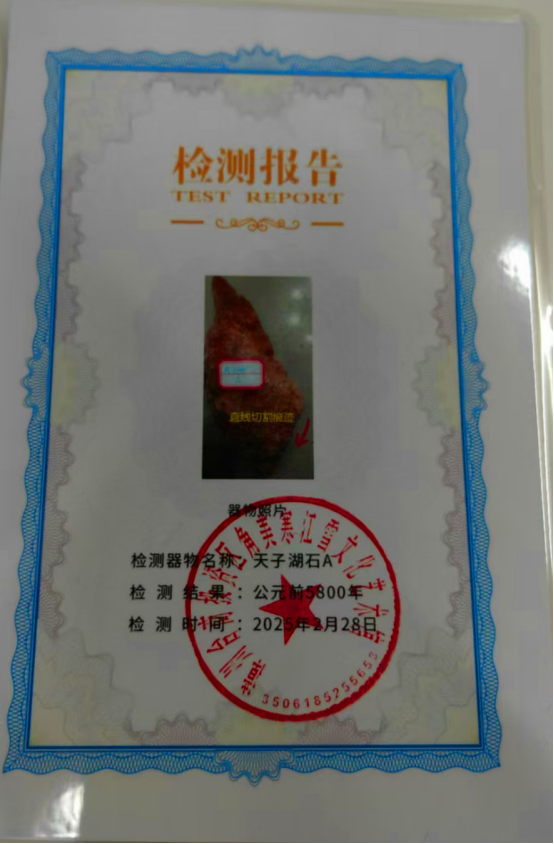 检测报告
TEST REPORT
直线切割痕迹
器物照片
检测器物名称：天子湖石A
检测结果：公元前5800年
检测时间：2025年2月28日